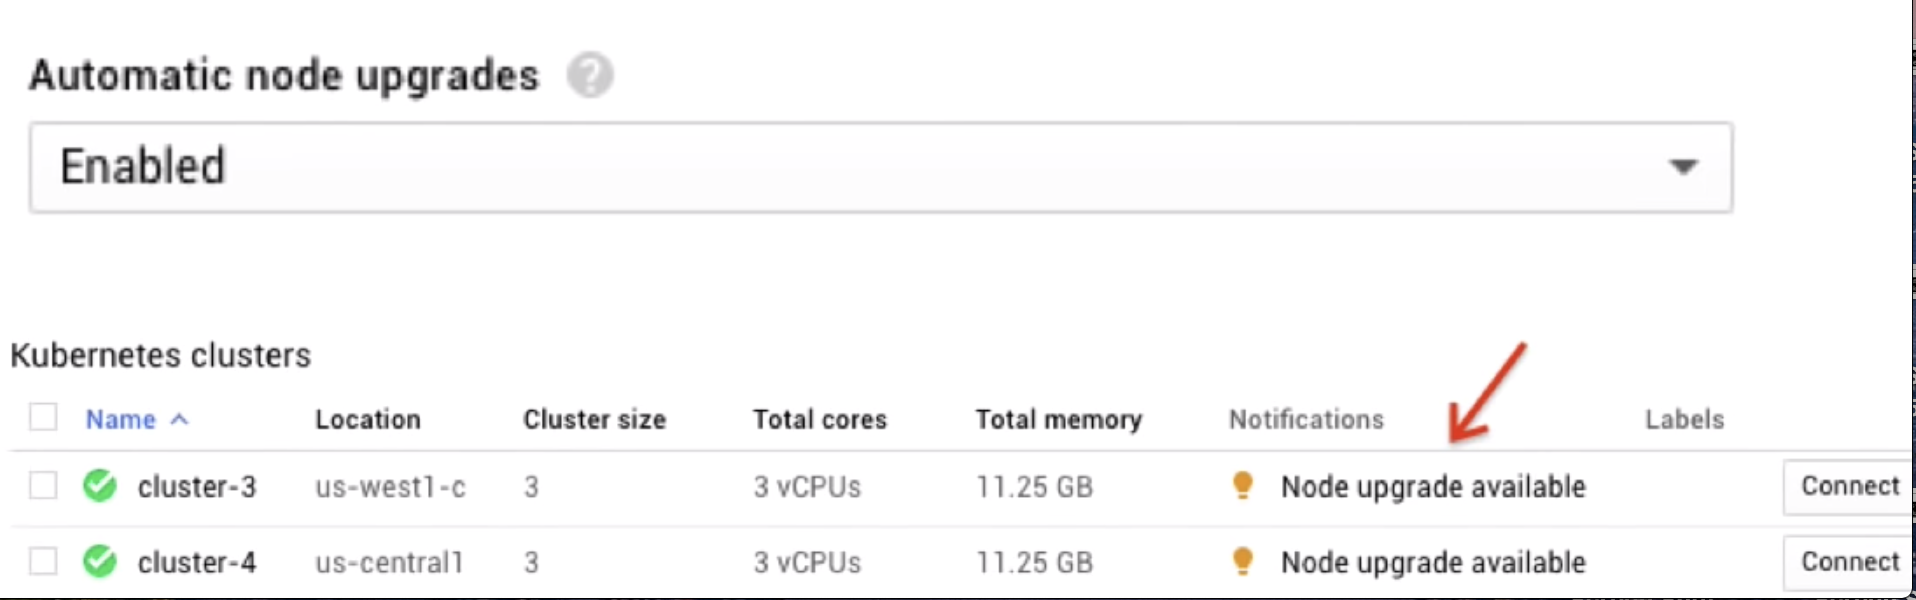 Automatic node upgrades ?
Enabled
Kubernetes clusters
Name Location Cluster size Total cores Total memory Notifications Labels
cluster-3 us-west1-c 3 3 vCPUs 11.25 GB Node upgrade available Connect
cluster-4 us-central1 3 3 vCPUs 11.25 GB Node upgrade available Connect